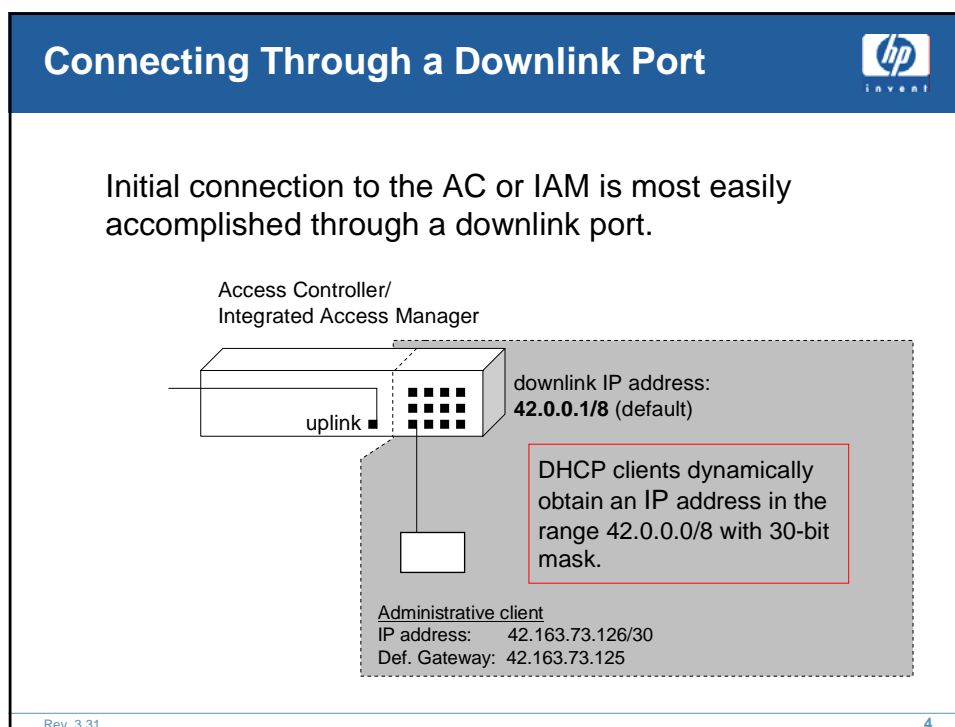 Connecting Through a Downlink Port
hp
invent
Initial connection to the AC or IAM is most easily
accomplished through a downlink port.
Access Controller/
Integrated Access Manager
downlink IP address:
42.0.0.1/8 (default)
uplink
DHCP clients dynamically
obtain an IP address in the
range 42.0.0.0/8 with 30-bit
mask.
Administrative client
IP address: 42.163.73.126/30
Def. Gateway: 42.163.73.125
Rev. 3.31
4